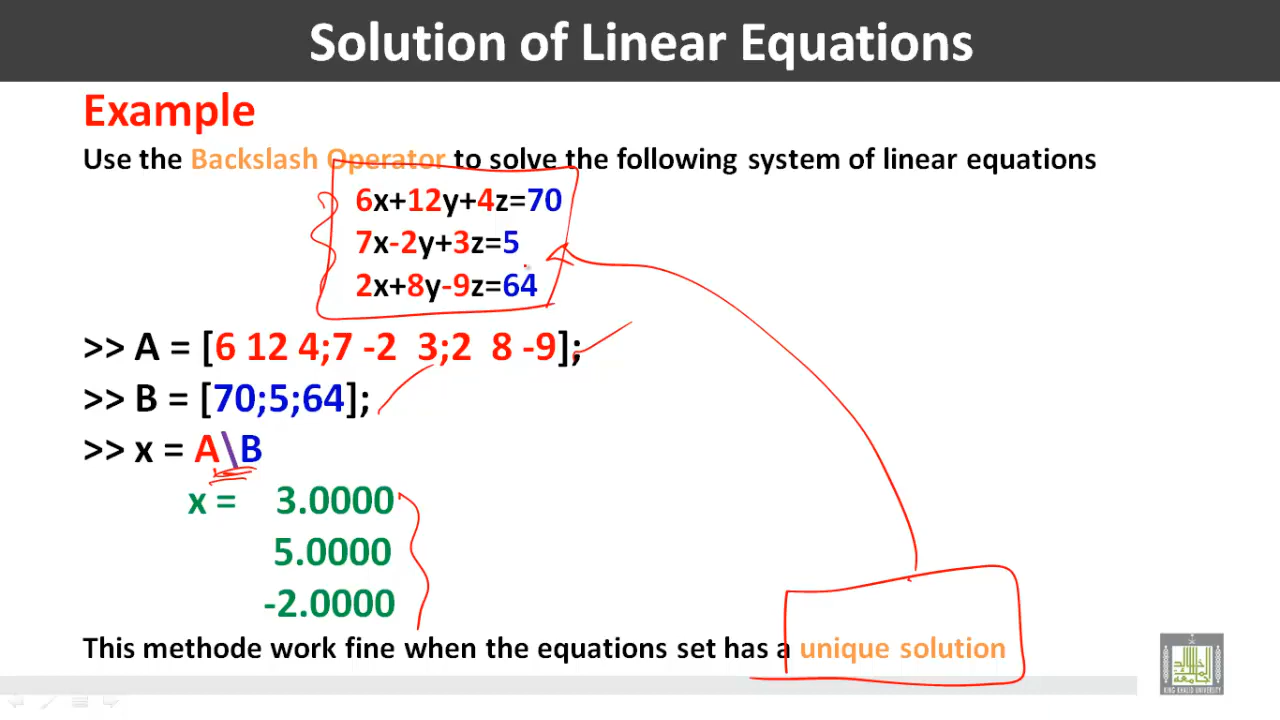 Solution of Linear Equations
Example
Use the Backslash Operator to solve the following system of linear equations
6x+12y+4z=70
7x-2y+3z=5
2x+8y-9z=64
>> A = [6 12 4;7 -2  3;2  8 -9];
>> B = [70;5;64];
>> x = A\B
x =   3.0000
5.0000
-2.0000
This methode work fine when the equations set has a unique solution
KING KHALID UNIVERSITY